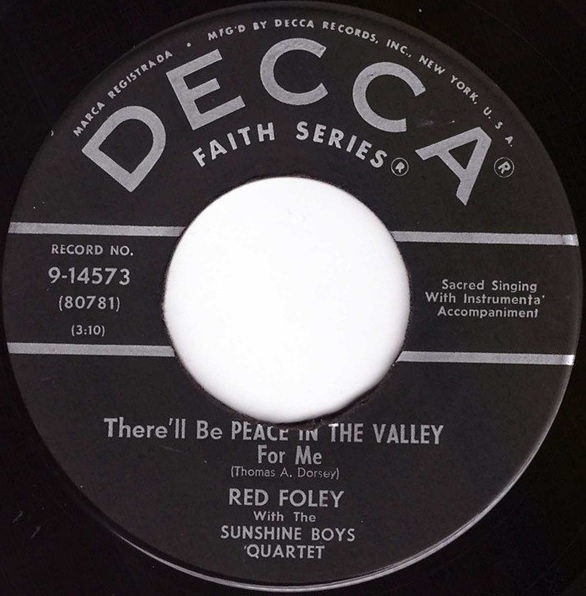 MARCA REGISTRADA • MFG'D BY DECCA RECORDS, INC., NEW YORK, U. S. A.
DECCA®
FAITH SERIES®
RECORD NO.
9-14573
(80781)
(3:10)
Sacred Singing
With Instrumenta'
Accompaniment
There'll Be PEACE IN THE VALLEY
For Me
(Thomas A. Dorsey)
RED FOLEY
With The
SUNSHINE BOYS
QUARTET